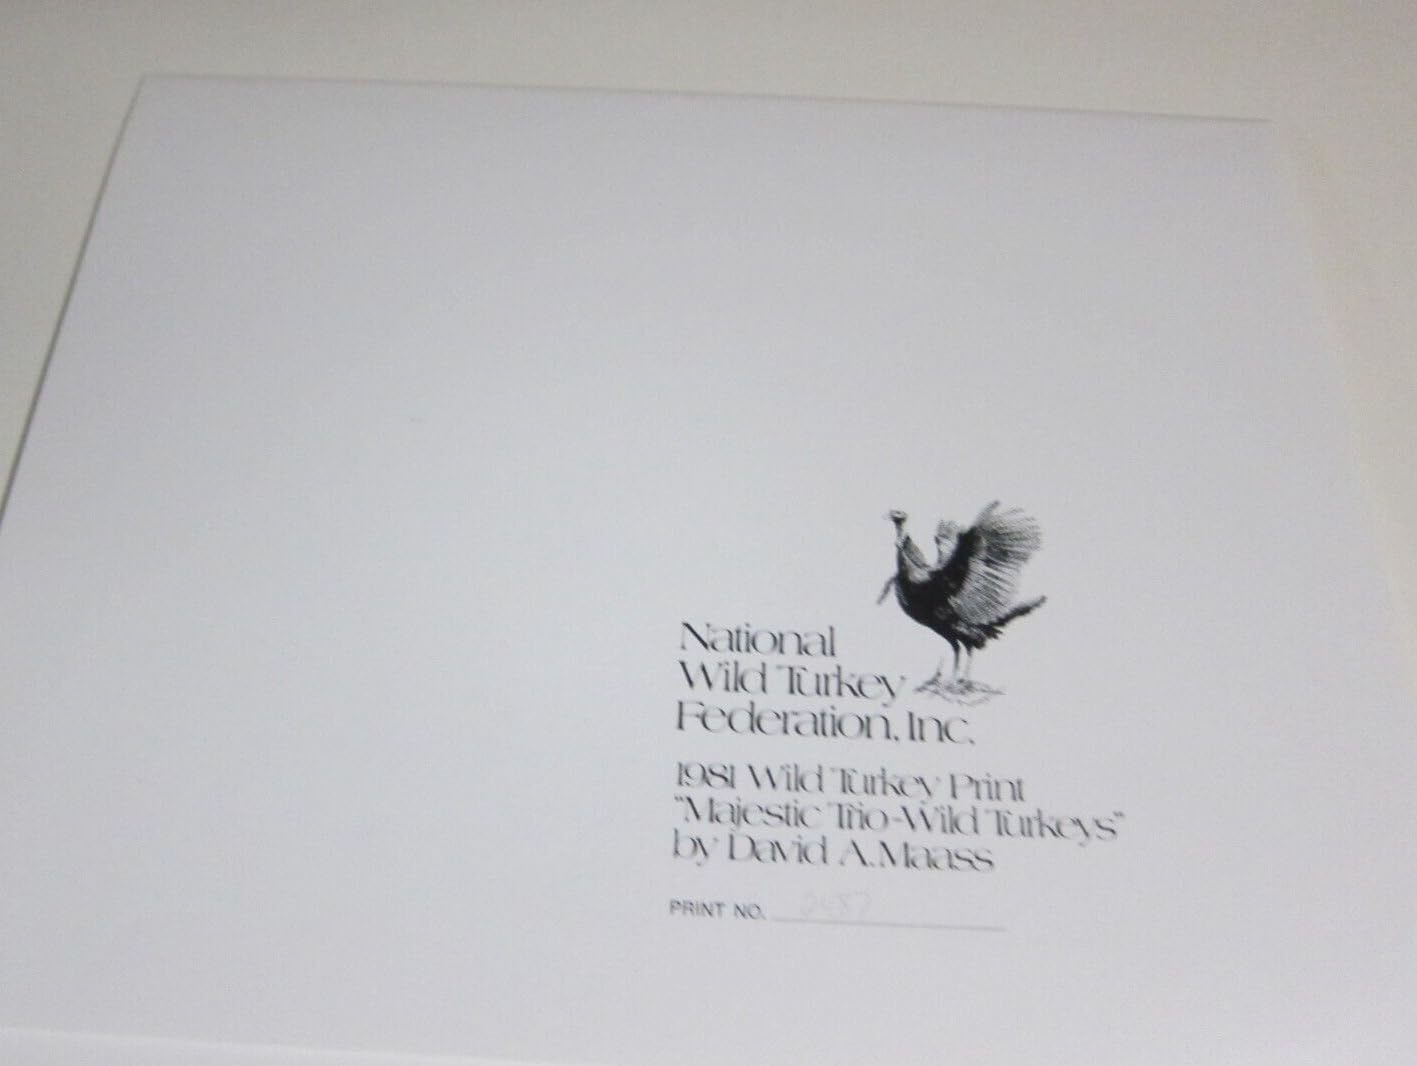 National
Wild Turkey
Federation, Inc.
1981 Wild Turkey Print
"Majestic Trio-Wild Turkeys"
by David A. Maass
PRINT NO.